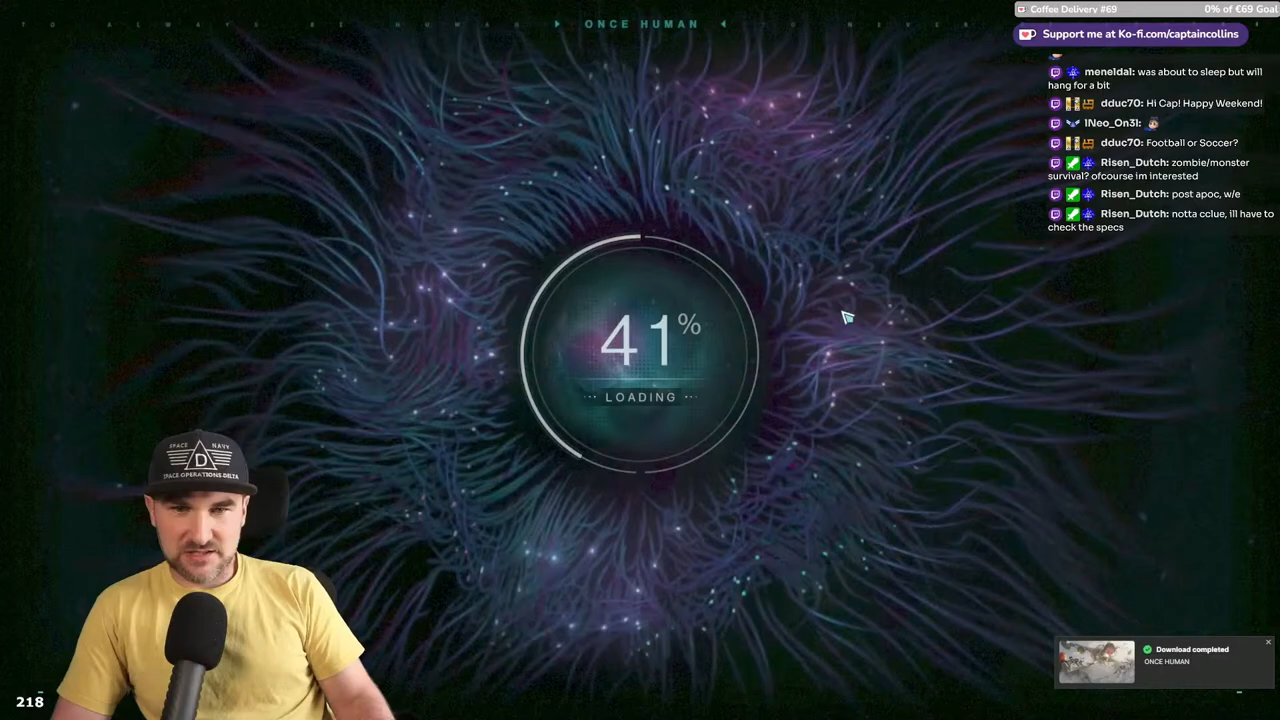 ONCE HUMAN
Coffee Delivery #69 0% of €69 Goal
Support me at Ko-fi.com/captaincollins
meneldal: was about to sleep but will
hang for a bit
dduc70: Hi Cap! Happy Weekend!
dduc70: Football or Soccer?
Risen_Dutch: zombie/monster
survival? ofcourse im interested
Risen_Dutch: post apoc, w/e
Risen_Dutch: notta cclue, ill have to
check the specs
41%
LOADING
SPACE NAVY
D
SPACE OPERATIONS DELTA
Download completed
ONCE HUMAN
218